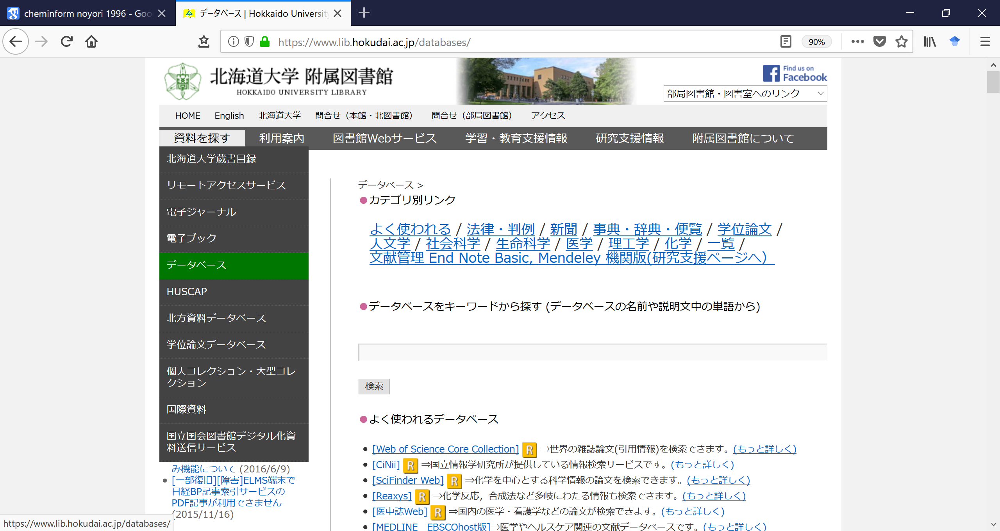 cheminform noyori 1996 - Goo
データベース | Hokkaido University
https://www.lib.hokudai.ac.jp/databases/
90%
北海道大学 附属図書館
HOKKAIDO UNIVERSITY LIBRARY
Find us on
Facebook
部局図書館・図書室へのリンク
HOME English 北海道大学 問合せ（本館・北図書館） 問合せ（部局図書館） アクセス
資料を探す 利用案内 図書館Webサービス 学習・教育支援情報 研究支援情報 附属図書館について
北海道大学蔵書目録
リモートアクセスサービス
電子ジャーナル
電子ブック
データベース
HUSCAP
北方資料データベース
学位論文データベース
個人コレクション・大型コレ
クション
国際資料
国立国会図書館デジタル化資
料送信サービス
み機能について (2016/6/9)
[一部復旧][障害]ELMS端末で
日経BP記事索引サービスの
PDF記事が利用できません
(2015/11/16)
データベース >
●カテゴリ別リンク
よく使われる / 法律・判例 / 新聞 / 事典・辞典・便覧 / 学位論文 /
人文学 / 社会科学 / 生命科学 / 医学 / 理工学 / 化学 / 一覧 /
文献管理 End Note Basic, Mendeley 機関版(研究支援ページへ）
●データベースをキーワードから探す (データベースの名前や説明文中の単語から)
検索
●よく使われるデータベース
[Web of Science Core Collection] R ⇒世界の雑誌論文(引用情報)を検索できます。(もっと詳しく)
[CiNii] R ⇒国立情報学研究所が提供している情報検索サービスです。(もっと詳しく)
[SciFinder Web] R ⇒化学を中心とする科学情報の論文を検索できます。(もっと詳しく)
[Reaxys] R ⇒化学反応，合成法など多岐にわたる情報も検索できます。(もっと詳しく)
[医中誌Web] R ⇒国内の医学・看護学などの論文が検索できます。(もっと詳しく)
[MEDLINE EBSCOhost版]⇒医学やヘルスケア関連の文献データベースです。(もっと詳しく)
https://www.lib.hokudai.ac.jp/databases/